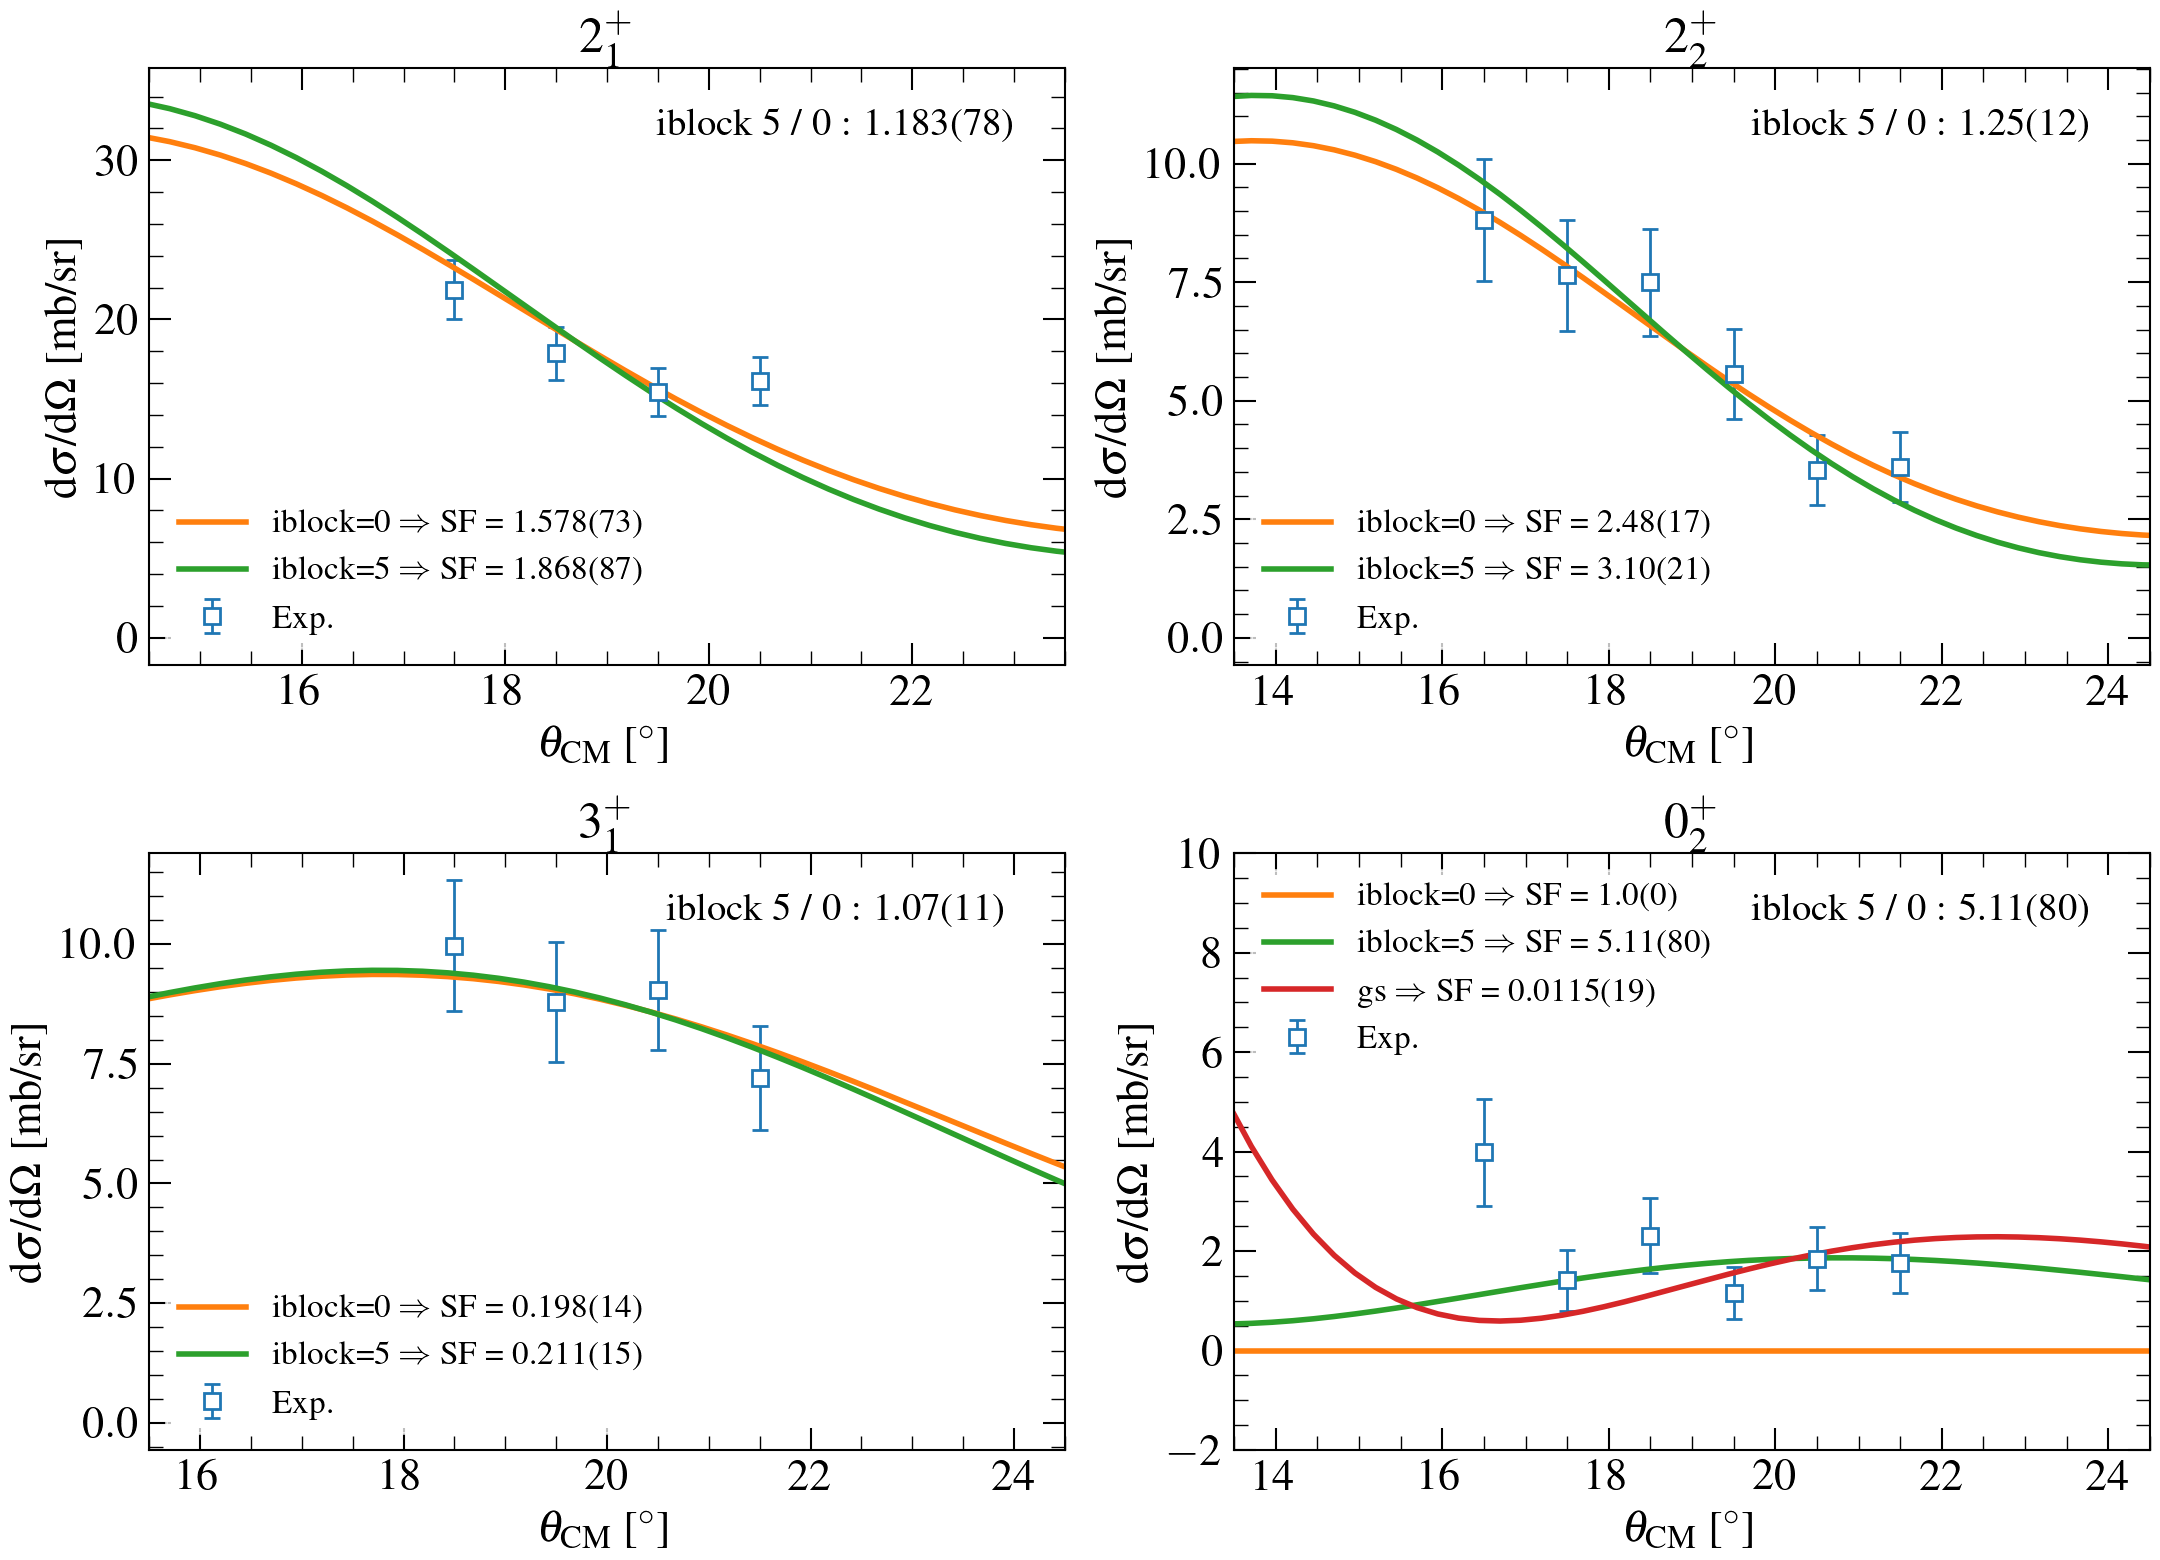 2₁⁺
iblock 5 / 0 : 1.183(78)
dσ/dΩ [mb/sr]
30
20
10
0
iblock=0 ⇒ SF = 1.578(73)
iblock=5 ⇒ SF = 1.868(87)
Exp.
16 18 20 22
θCM [°]
2₂⁺
iblock 5 / 0 : 1.25(12)
dσ/dΩ [mb/sr]
10.0
7.5
5.0
2.5
0.0
iblock=0 ⇒ SF = 2.48(17)
iblock=5 ⇒ SF = 3.10(21)
Exp.
14 16 18 20 22 24
θCM [°]
3₁⁺
iblock 5 / 0 : 1.07(11)
dσ/dΩ [mb/sr]
10.0
7.5
5.0
2.5
0.0
iblock=0 ⇒ SF = 0.198(14)
iblock=5 ⇒ SF = 0.211(15)
Exp.
16 18 20 22 24
θCM [°]
0₂⁺
iblock=0 ⇒ SF = 1.0(0)
iblock=5 ⇒ SF = 5.11(80)
gs ⇒ SF = 0.0115(19)
Exp.
iblock 5 / 0 : 5.11(80)
dσ/dΩ [mb/sr]
10
8
6
4
2
0
−2
14 16 18 20 22 24
θCM [°]